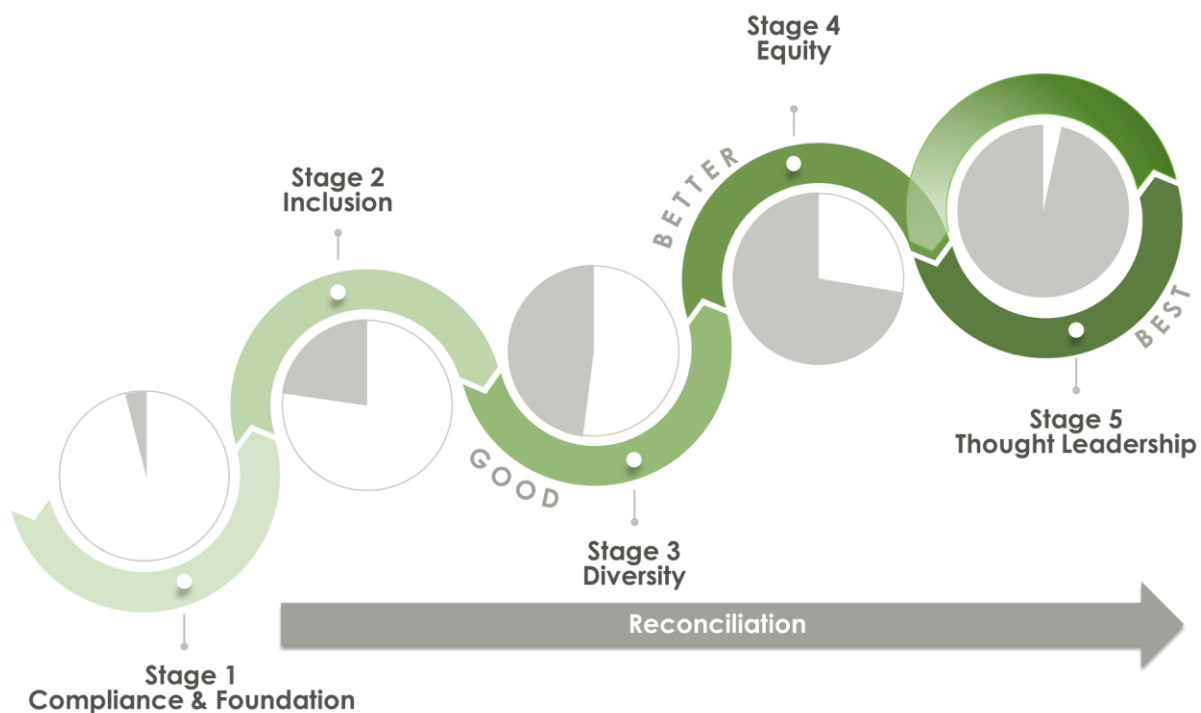 Stage 1
Compliance & Foundation
Stage 2
Inclusion
GOOD
Stage 3
Diversity
BETTER
Stage 4
Equity
BEST
Stage 5
Thought Leadership
Reconciliation